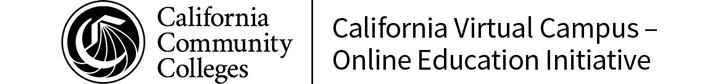 California
Community
Colleges
California Virtual Campus –
Online Education Initiative